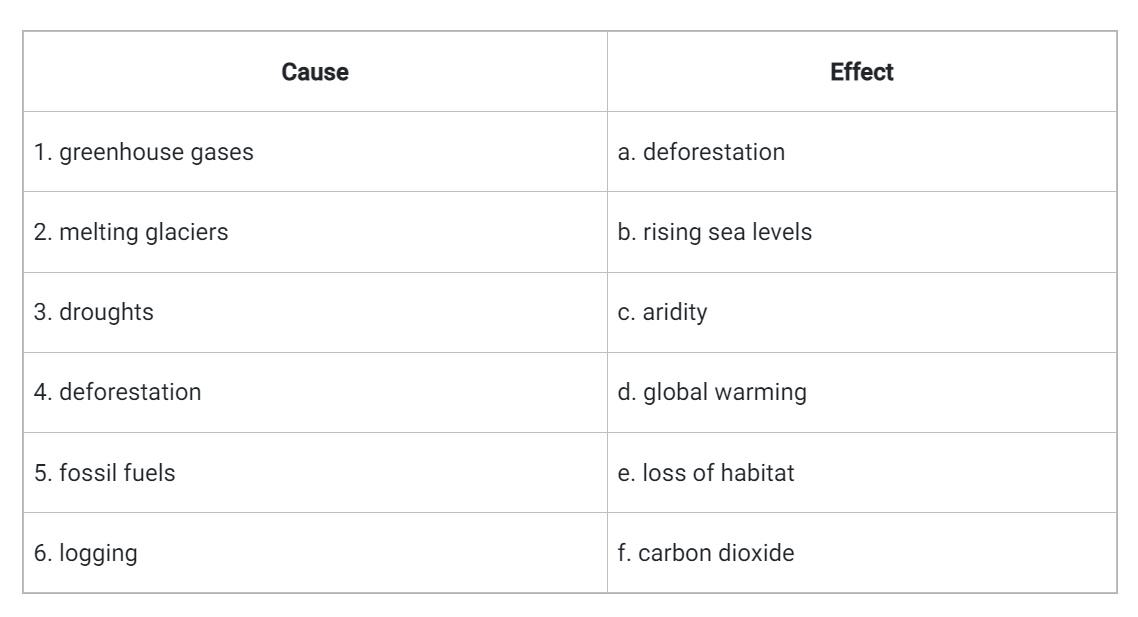 Cause Effect
1. greenhouse gases a. deforestation
2. melting glaciers b. rising sea levels
3. droughts c. aridity
4. deforestation d. global warming
5. fossil fuels e. loss of habitat
6. logging f. carbon dioxide